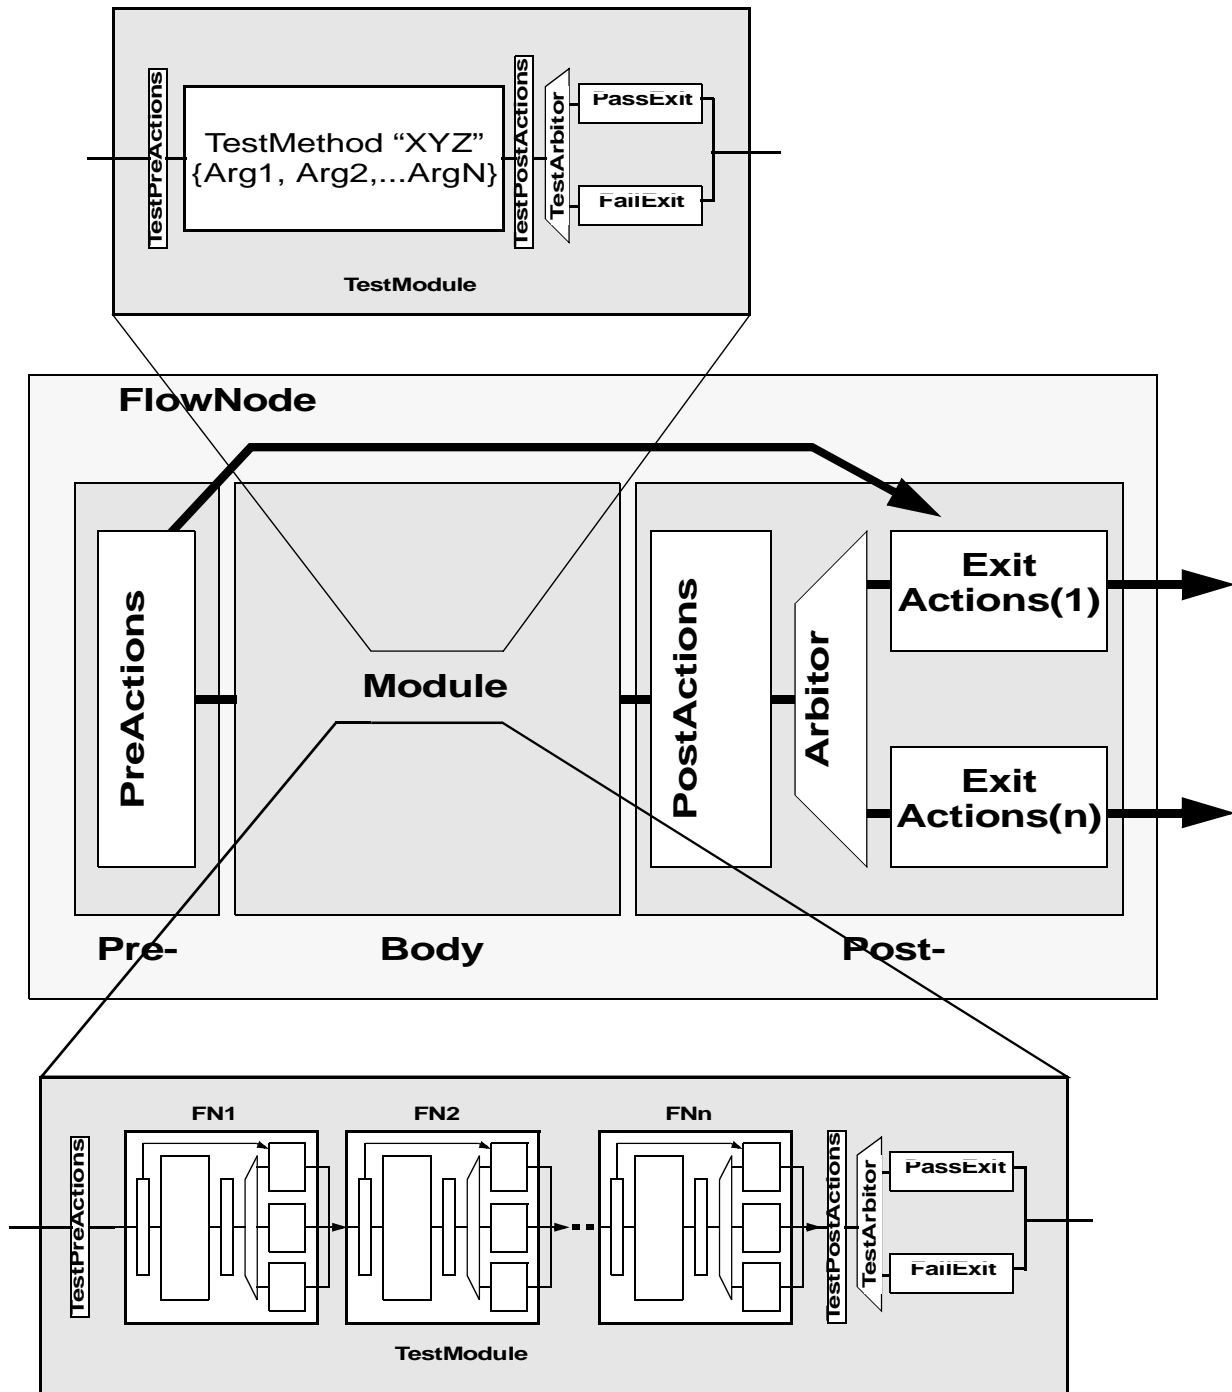 TestPreActions
TestMethod “XYZ”
{Arg1, Arg2,...ArgN}
TestPostActions
TestArbitor
PassExit
FailExit
TestModule
FlowNode
PreActions
Module
PostActions
Arbitor
Exit
Actions(1)
Exit
Actions(n)
Pre-
Body
Post-
FN1
FN2
FNn
TestPreActions
TestPostActions
TestArbitor
PassExit
FailExit
TestModule